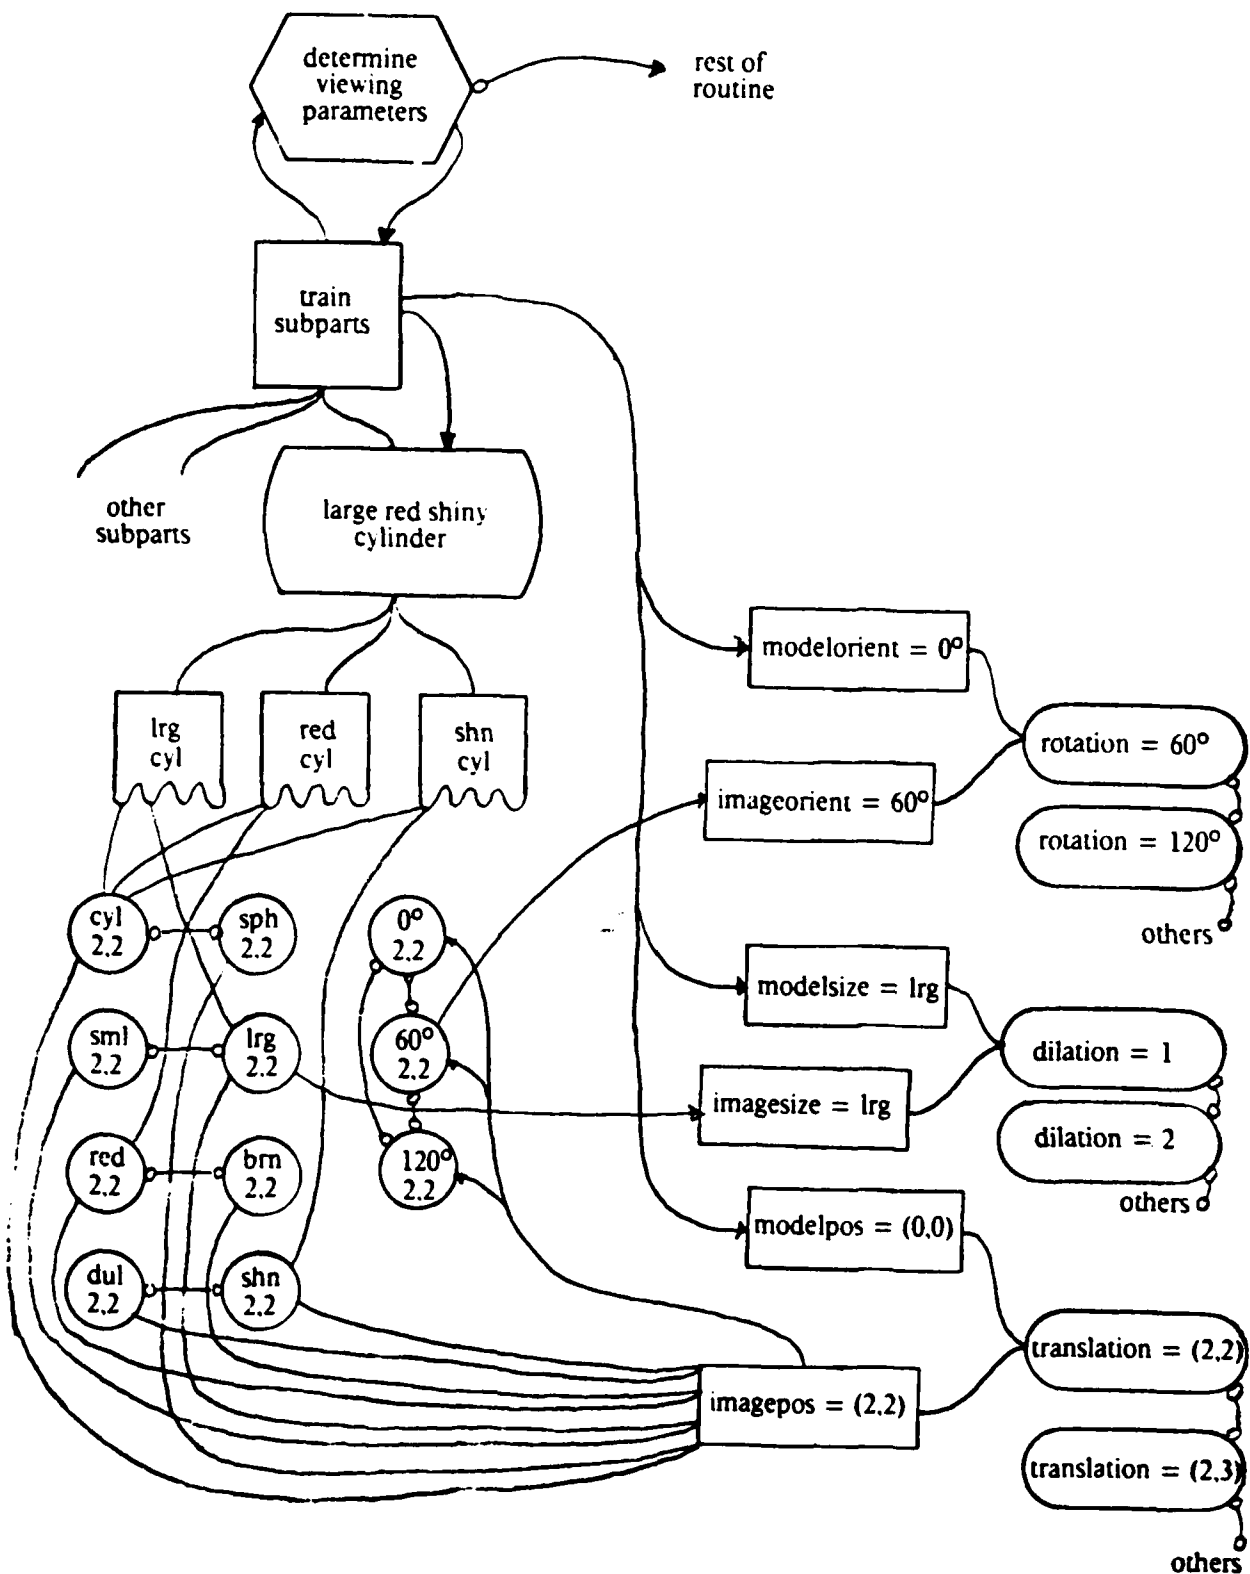 determine
viewing
parameters
rest of
routine
train
subparts
other
subparts
large red shiny
cylinder
lrg
cyl
red
cyl
shn
cyl
modelorient = 0°
rotation = 60°
imageorient = 60°
rotation = 120°
others
cyl
2,2
sph
2,2
0°
2,2
sml
2,2
lrg
2,2
60°
2,2
modelsize = lrg
dilation = 1
imagesize = lrg
dilation = 2
others
red
2,2
brn
2,2
120°
2,2
modelpos = (0,0)
dul
2,2
shn
2,2
translation = (2,2)
imagepos = (2,2)
translation = (2,3)
others